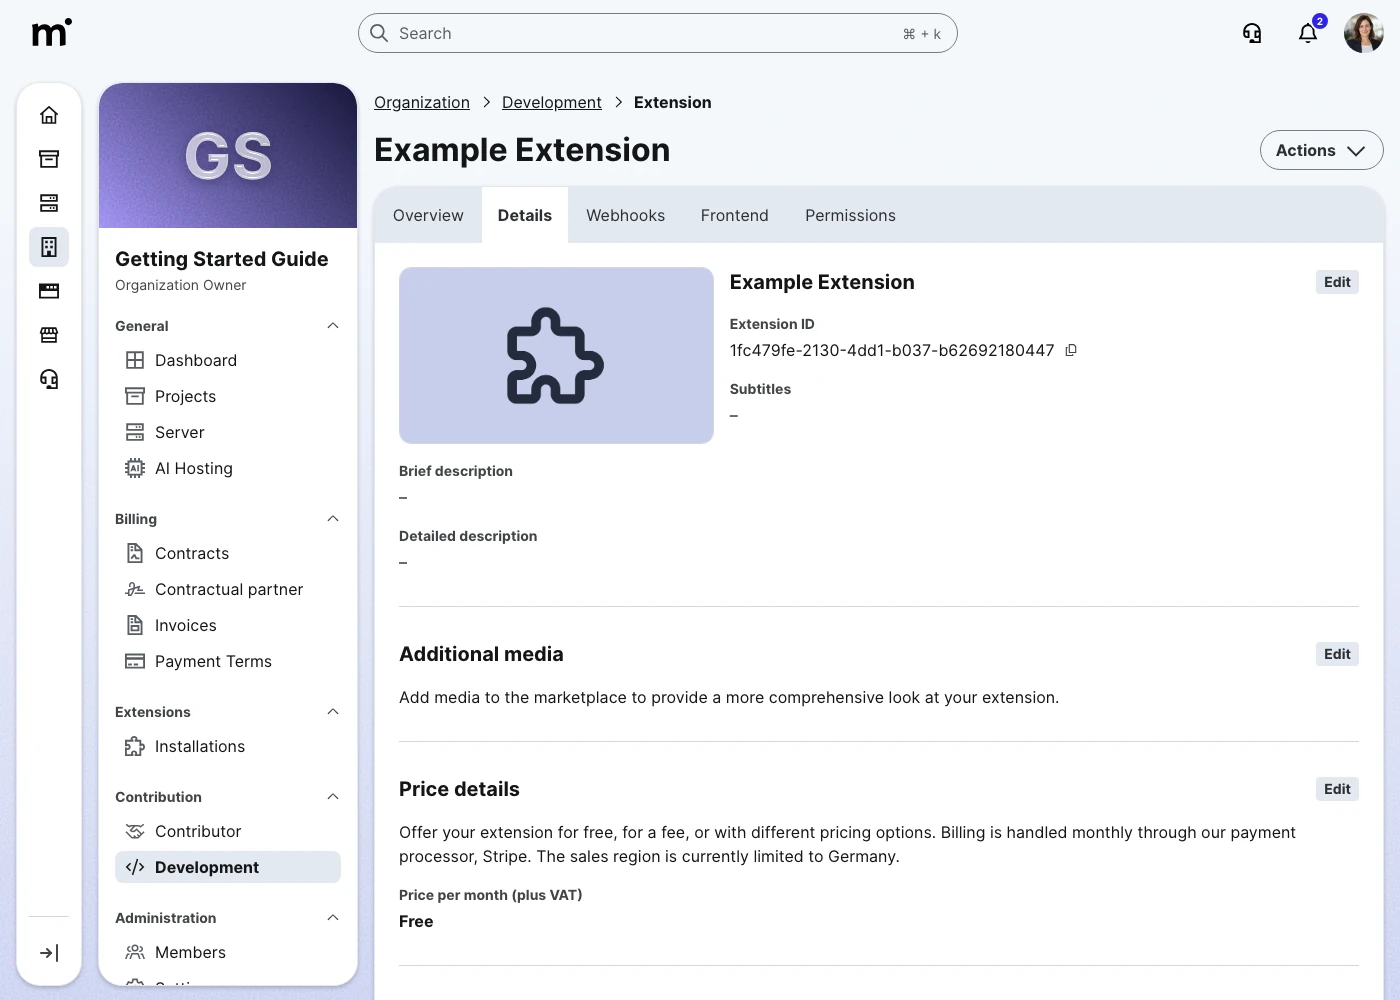 m
Search
⌘ + k
2
GS
Getting Started Guide
Organization Owner
General
Dashboard
Projects
Server
AI Hosting
Billing
Contracts
Contractual partner
Invoices
Payment Terms
Extensions
Installations
Contribution
Contributor
Development
Administration
Members
Organization > Development > Extension
Example Extension
Actions
Overview
Details
Webhooks
Frontend
Permissions
Example Extension
Edit
Extension ID
1fc479fe-2130-4dd1-b037-b62692180447
Subtitles
–
Brief description
–
Detailed description
–
Additional media
Edit
Add media to the marketplace to provide a more comprehensive look at your extension.
Price details
Edit
Offer your extension for free, for a fee, or with different pricing options. Billing is handled monthly through our payment
processor, Stripe. The sales region is currently limited to Germany.
Price per month (plus VAT)
Free